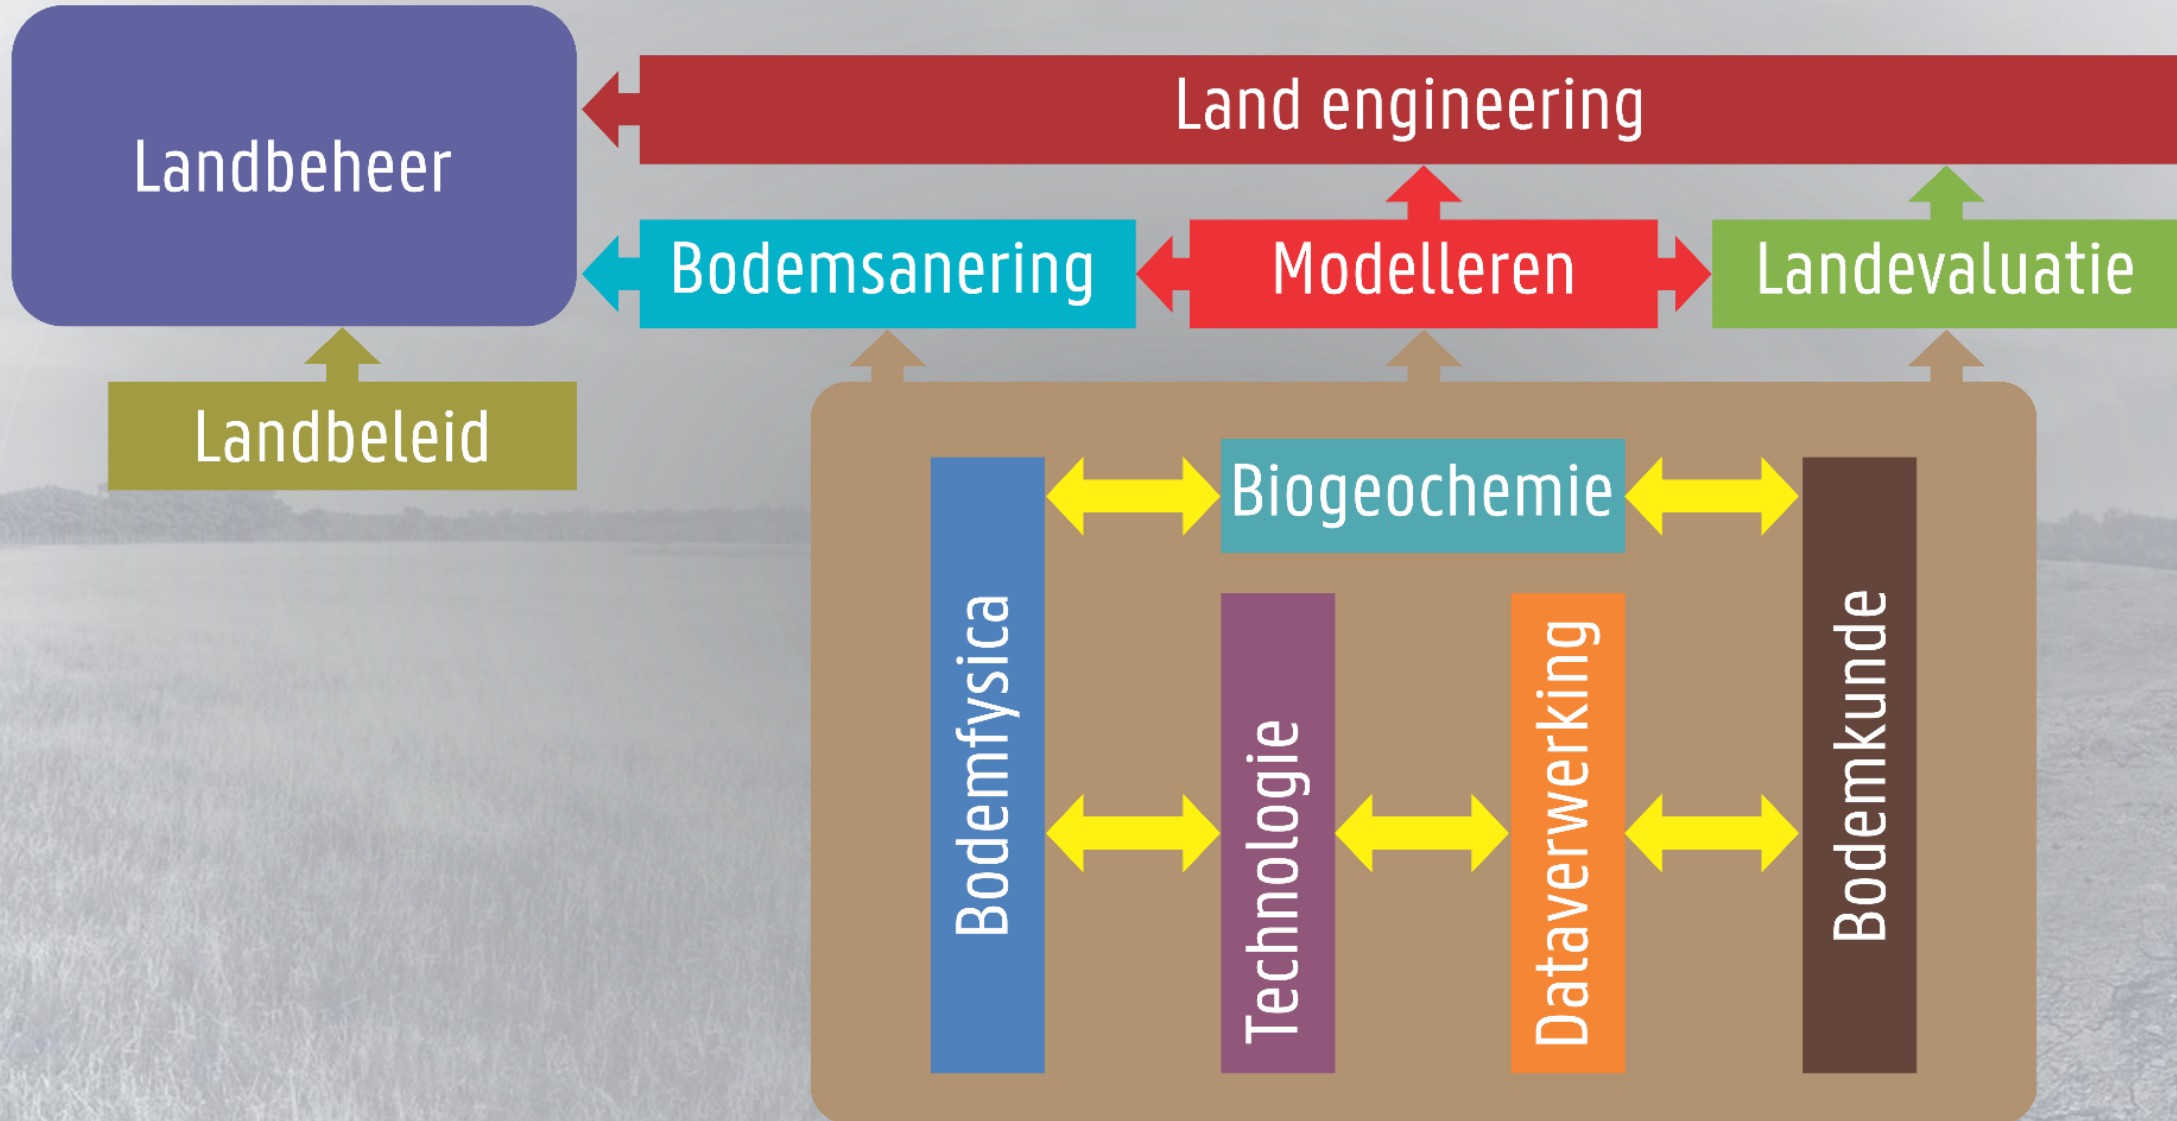 Land engineering
Landbeheer
Bodemsanering
Modelleren
Landevaluatie
Landbeleid
Biogeochemie
Bodemfysica
Technologie
Dataverwerking
Bodemkunde